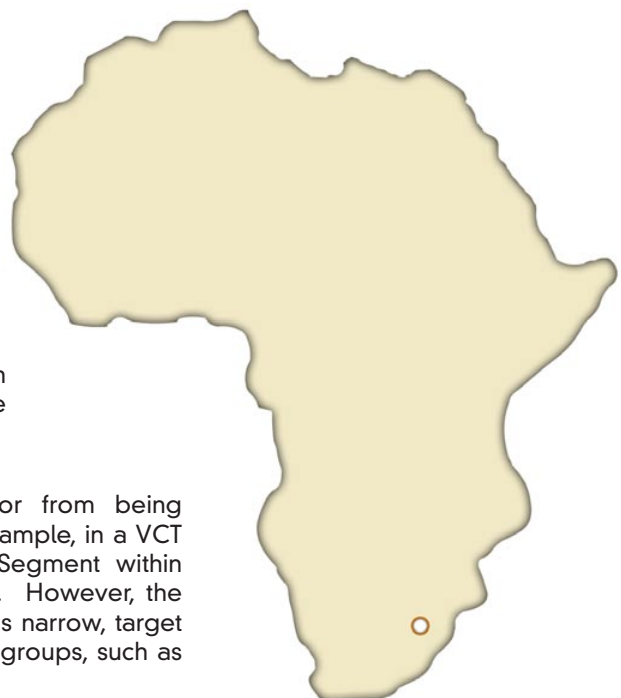 or from being
ample, in a VCT
Segment within
However, the
s narrow, target
groups, such as